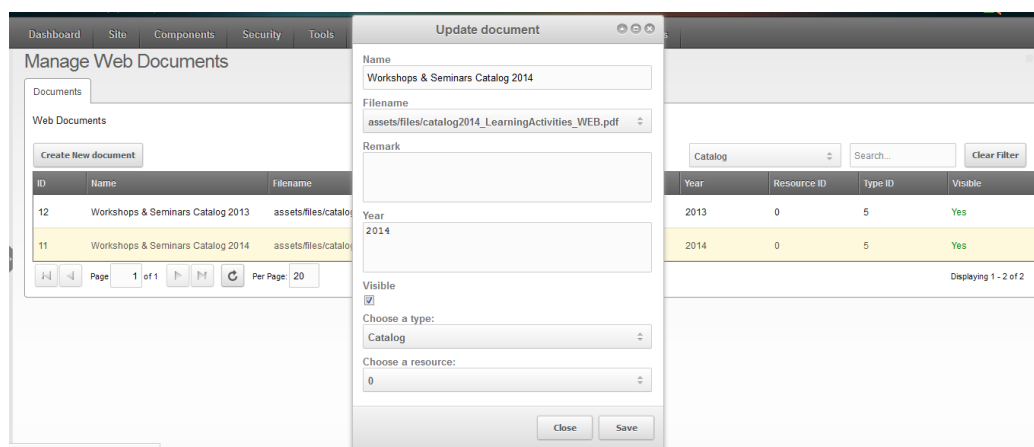 Dashboard Site Components Security Tools
Manage Web Documents
Documents
Web Documents
Create New document
Catalog Search... Clear Filter
ID Name Filename Year Resource ID Type ID Visible
12 Workshops & Seminars Catalog 2013 assets/files/catalog 2013 0 5 Yes
11 Workshops & Seminars Catalog 2014 assets/files/catalog 2014 0 5 Yes
Page 1 of 1 Per Page: 20 Displaying 1 - 2 of 2
Update document
Name
Workshops & Seminars Catalog 2014
Filename
assets/files/catalog2014_LearningActivities_WEB.pdf
Remark
Year
2014
Visible
Choose a type:
Catalog
Choose a resource:
0
Close Save